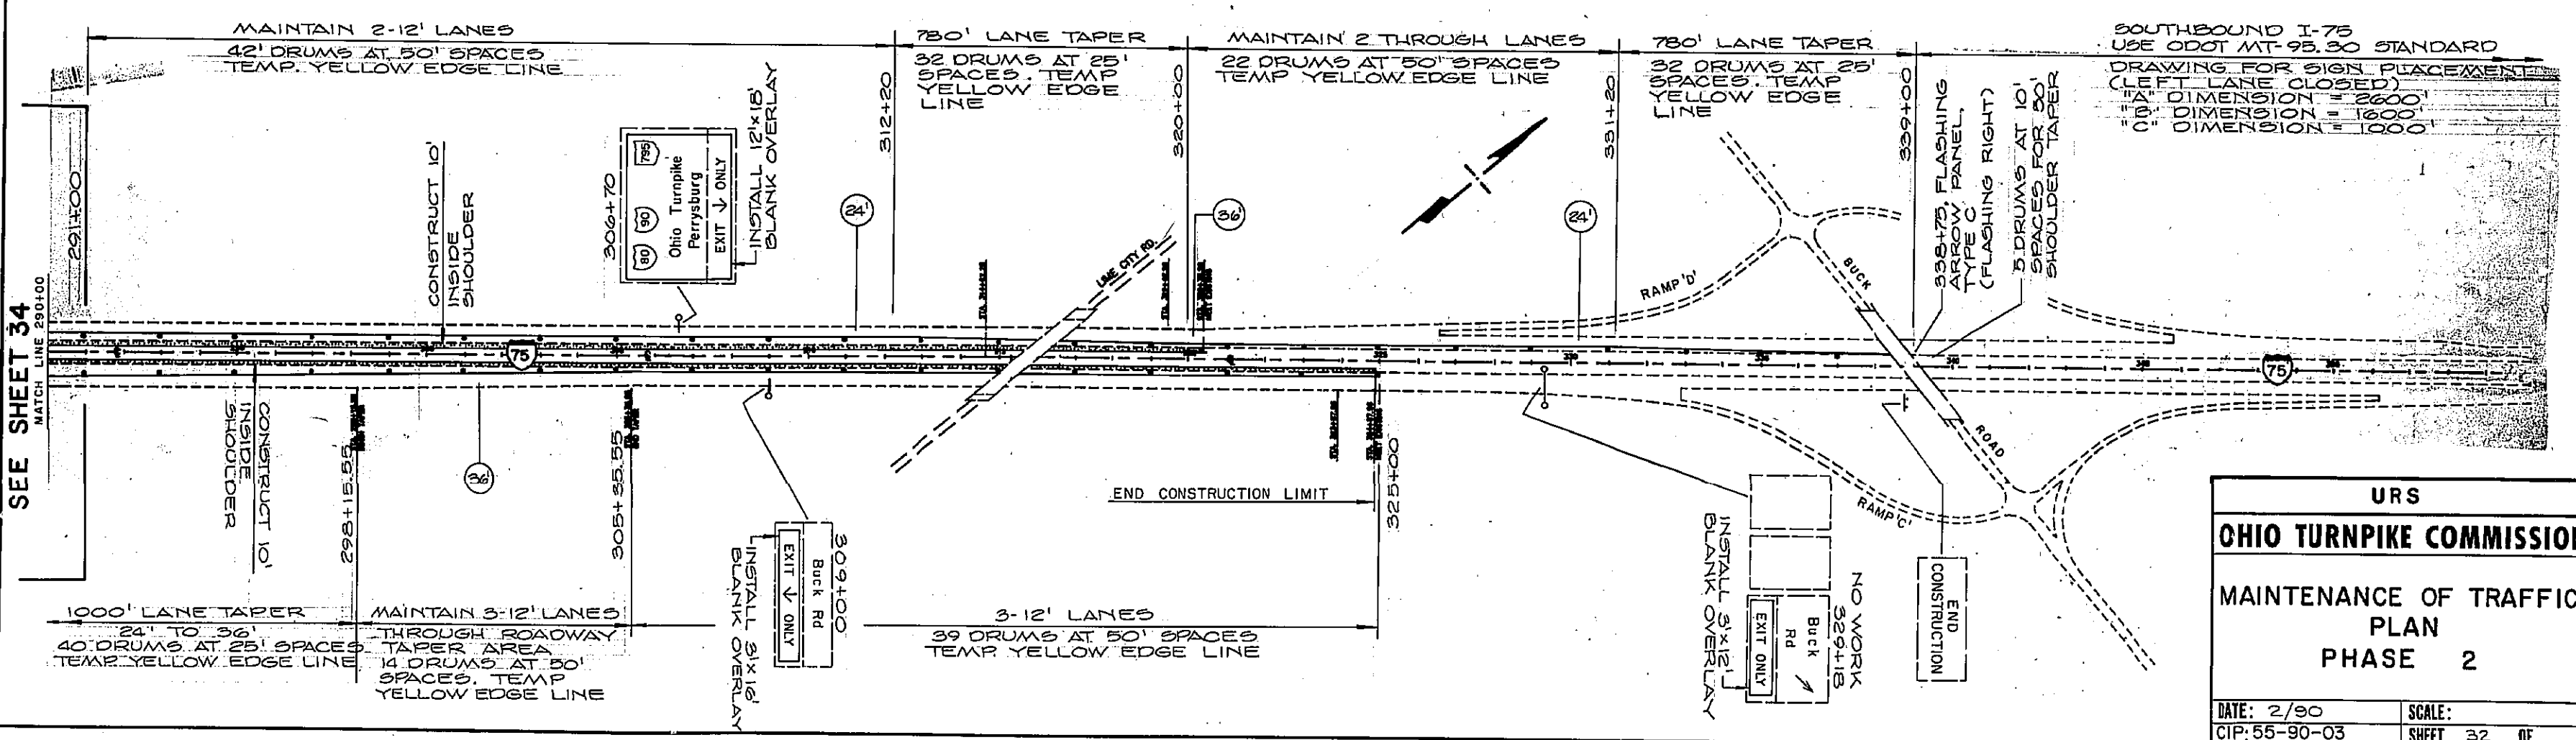 MAINTAIN 2-12' LANES
42' DRUMS AT 50' SPACES
TEMP. YELLOW EDGE LINE
780' LANE TAPER
32 DRUMS AT 25'
SPACES. TEMP
YELLOW EDGE
LINE
MAINTAIN 2 THROUGH LANES
22 DRUMS AT 50' SPACES
TEMP YELLOW EDGE LINE
780' LANE TAPER
32 DRUMS AT 25'
SPACES. TEMP
YELLOW EDGE
LINE
SOUTHBOUND I-75
USE ODOT MT-95.30 STANDARD
DRAWING FOR SIGN PLACEMENT
(LEFT LANE CLOSED)
"A" DIMENSION = 2600'
"B" DIMENSION = 1600'
"C" DIMENSION = 1000'
SEE SHEET 34
MATCH LINE 290+00
291+00
CONSTRUCT 10'
INSIDE
SHOULDER
306+70
80 90 795
Ohio Turnpike
Perrysburg
EXIT ↓ ONLY
INSTALL 12'x18'
BLANK OVERLAY
312+20
24'
320+00
36'
LIME CITY RD.
24'
331+20
RAMP 'D'
BUCK
ROAD
339+00
338+75, FLASHING
ARROW PANEL,
TYPE C
(FLASHING RIGHT)
5 DRUMS AT 10'
SPACES FOR 50'
SHOULDER TAPER
75
75
CONSTRUCT 10'
INSIDE
SHOULDER
298+15.55
36'
305+35.55
309+00
Buck Rd
EXIT ↓ ONLY
INSTALL 3'x16'
BLANK OVERLAY
END CONSTRUCTION LIMIT
325+00
RAMP 'C'
NO WORK
329+18
Buck
Rd
EXIT ONLY
INSTALL 3'x12'
BLANK OVERLAY
END
CONSTRUCTION
1000' LANE TAPER
24' TO 36'
40 DRUMS AT 25' SPACES
TEMP YELLOW EDGE LINE
MAINTAIN 3-12' LANES
THROUGH ROADWAY
TAPER AREA
14 DRUMS AT 50'
SPACES. TEMP
YELLOW EDGE LINE
3-12' LANES
39 DRUMS AT 50' SPACES
TEMP. YELLOW EDGE LINE
URS
OHIO TURNPIKE COMMISSION
MAINTENANCE OF TRAFFIC
PLAN
PHASE 2
DATE: 2/90
SCALE:
CIP: 55-90-03
SHEET 32 OF